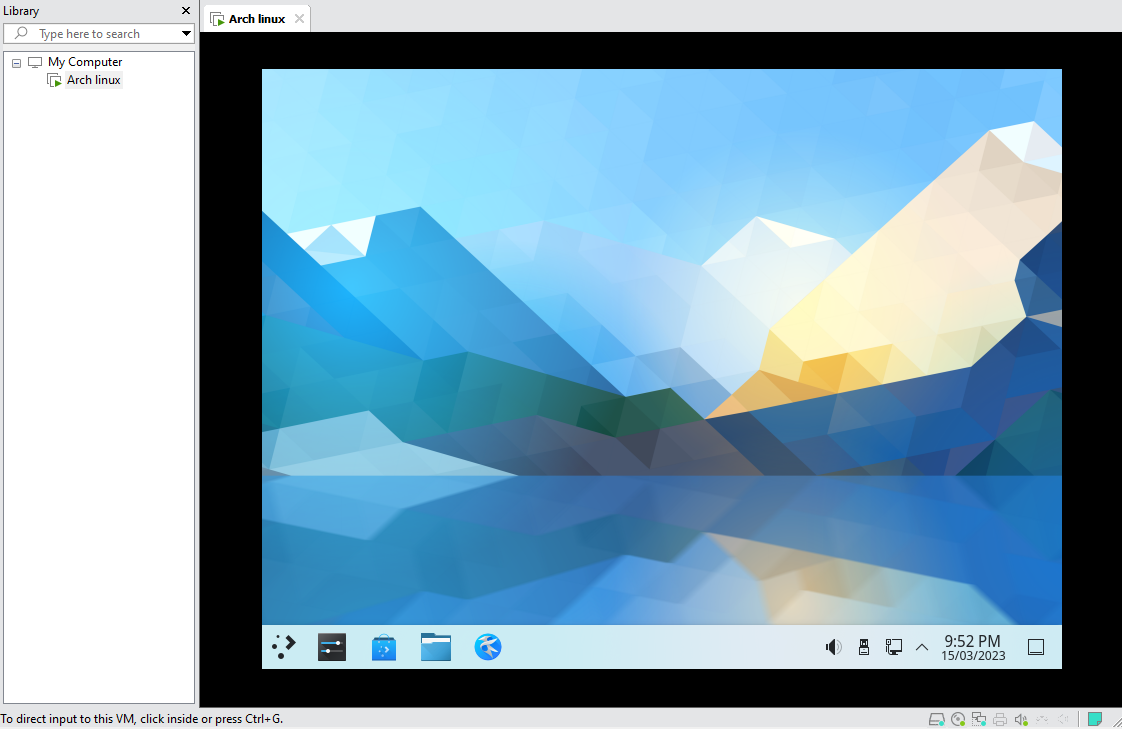 Library
Type here to search
My Computer
Arch linux
Arch linux
9:52 PM
15/03/2023
To direct input to this VM, click inside or press Ctrl+G.